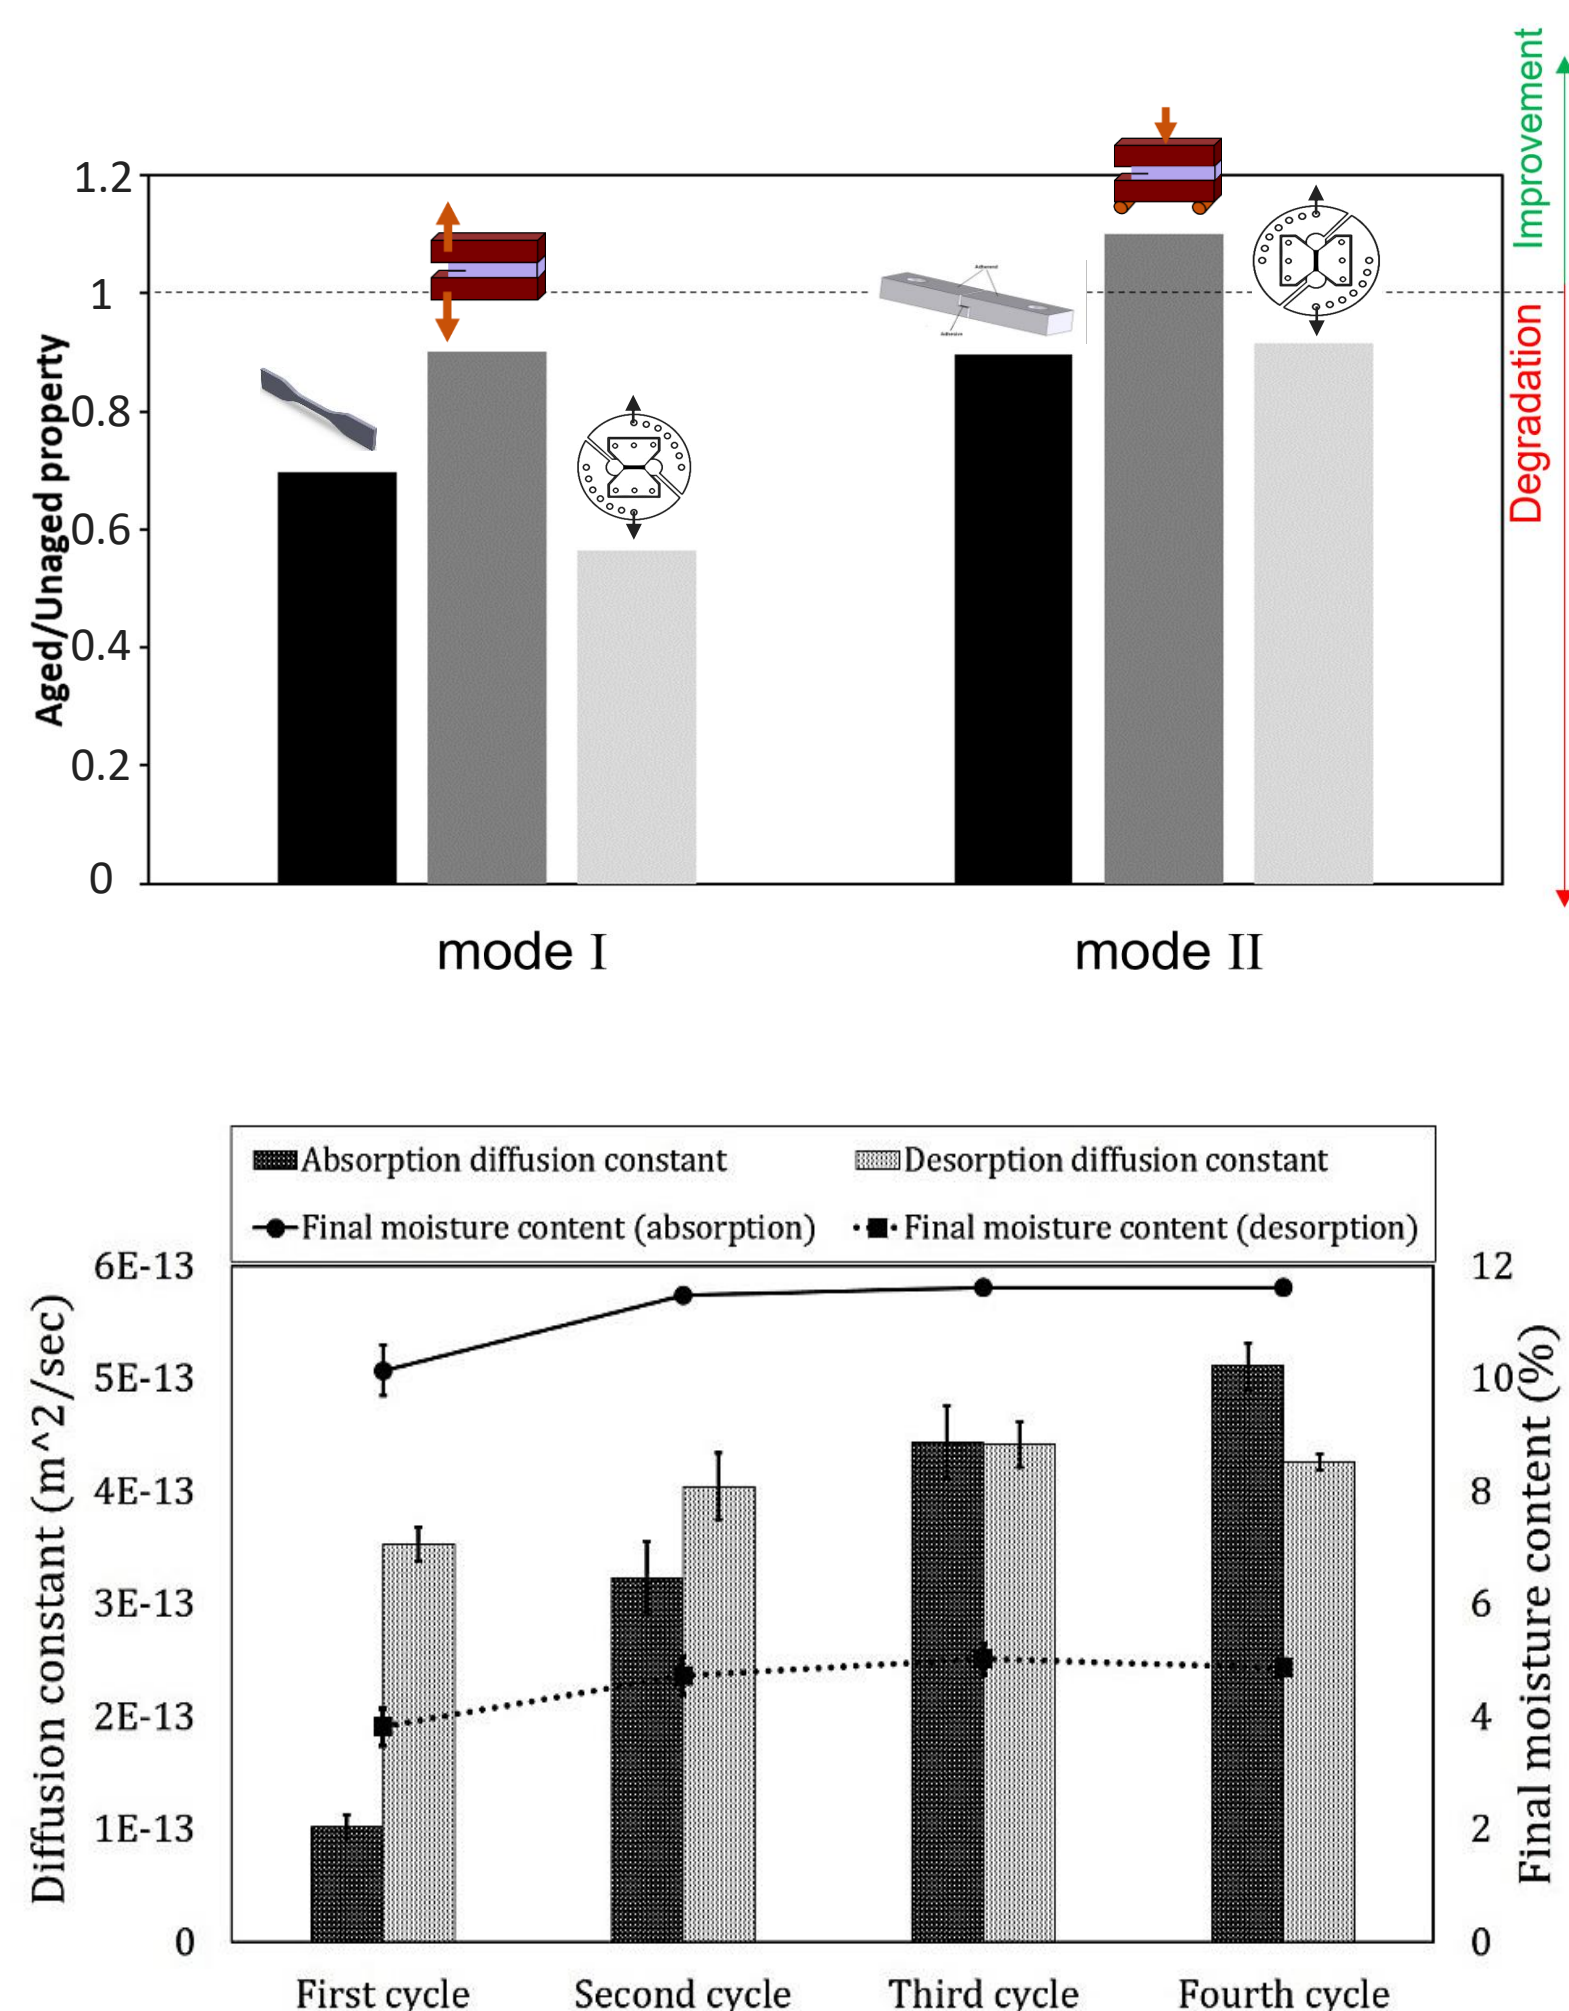 Improvement
Degradation
Aged/Unaged property
1.2
1
0.8
0.6
0.4
0.2
0
Adherend
Adhesive
mode I
mode II
Absorption diffusion constant
Desorption diffusion constant
Final moisture content (absorption)
Final moisture content (desorption)
Diffusion constant (m^2/sec)
6E-13
5E-13
4E-13
3E-13
2E-13
1E-13
0
12
10
8
6
4
2
0
Final moisture content (%)
First cycle
Second cycle
Third cycle
Fourth cycle